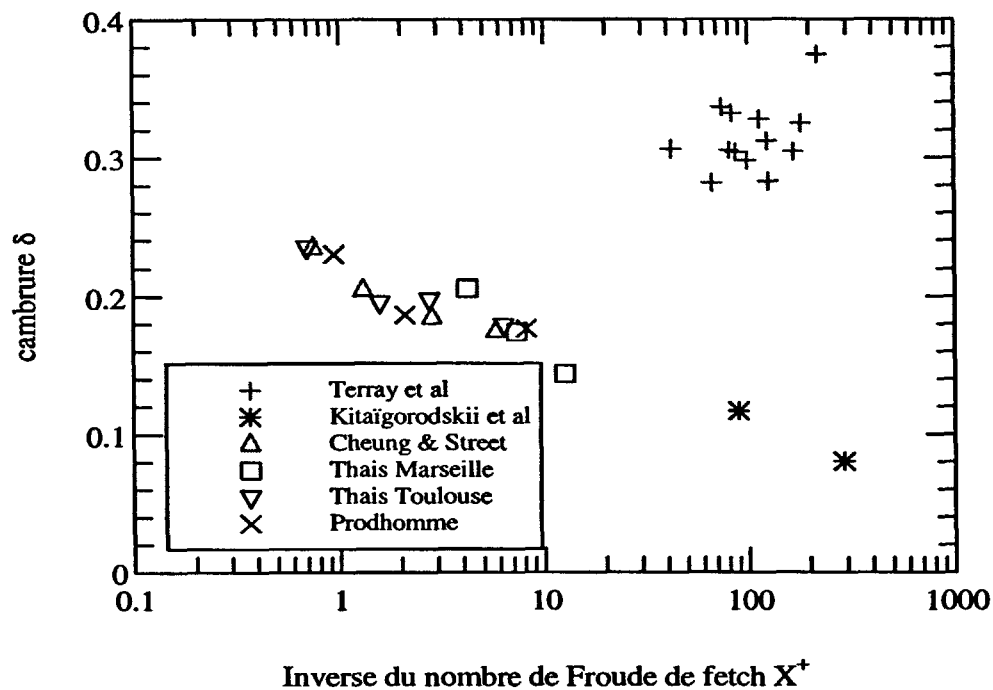 0.4
0.3
0.2
0.1
0
cambrure δ
Terray et al
Kitaïgorodskii et al
Cheung & Street
Thais Marseille
Thais Toulouse
Prodhomme
0.1 1 10 100 1000
Inverse du nombre de Froude de fetch X⁺